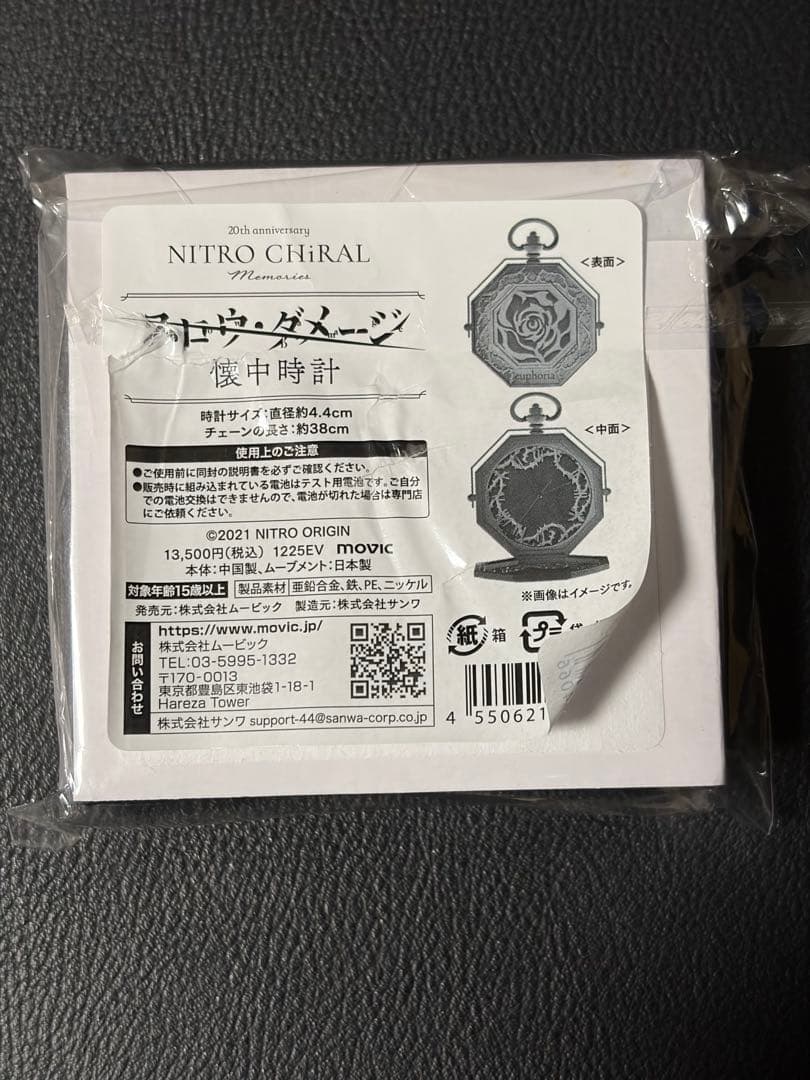 20th anniversary
NITRO CHiRAL
Memories
スロウ・ダメージ
懐中時計
時計サイズ:直径約4.4cm
チェーンの長さ:約38cm
使用上のご注意
●ご使用前に同封の説明書を必ずご確認ください。
●販売時に組み込まれている電池はテスト用電池です。ご自分
での電池交換はできませんので、電池が切れた場合は専門店
にご依頼ください。
©2021 NITRO ORIGIN
13,500円(税込) 1225EV movic
本体:中国製、ムーブメント:日本製
対象年齢15歳以上 製品素材 亜鉛合金、鉄、PE、ニッケル
発売元:株式会社ムービック 製造元:株式会社サンワ
お問い合わせ
https://www.movic.jp/
株式会社ムービック
TEL:03-5995-1332
〒170-0013
東京都豊島区東池袋1-18-1
Hareza Tower
株式会社サンワ support-44@sanwa-corp.co.jp
<表面>
euphoria
<中面>
※画像はイメージです。
紙 箱
プラ 袋
4 550621